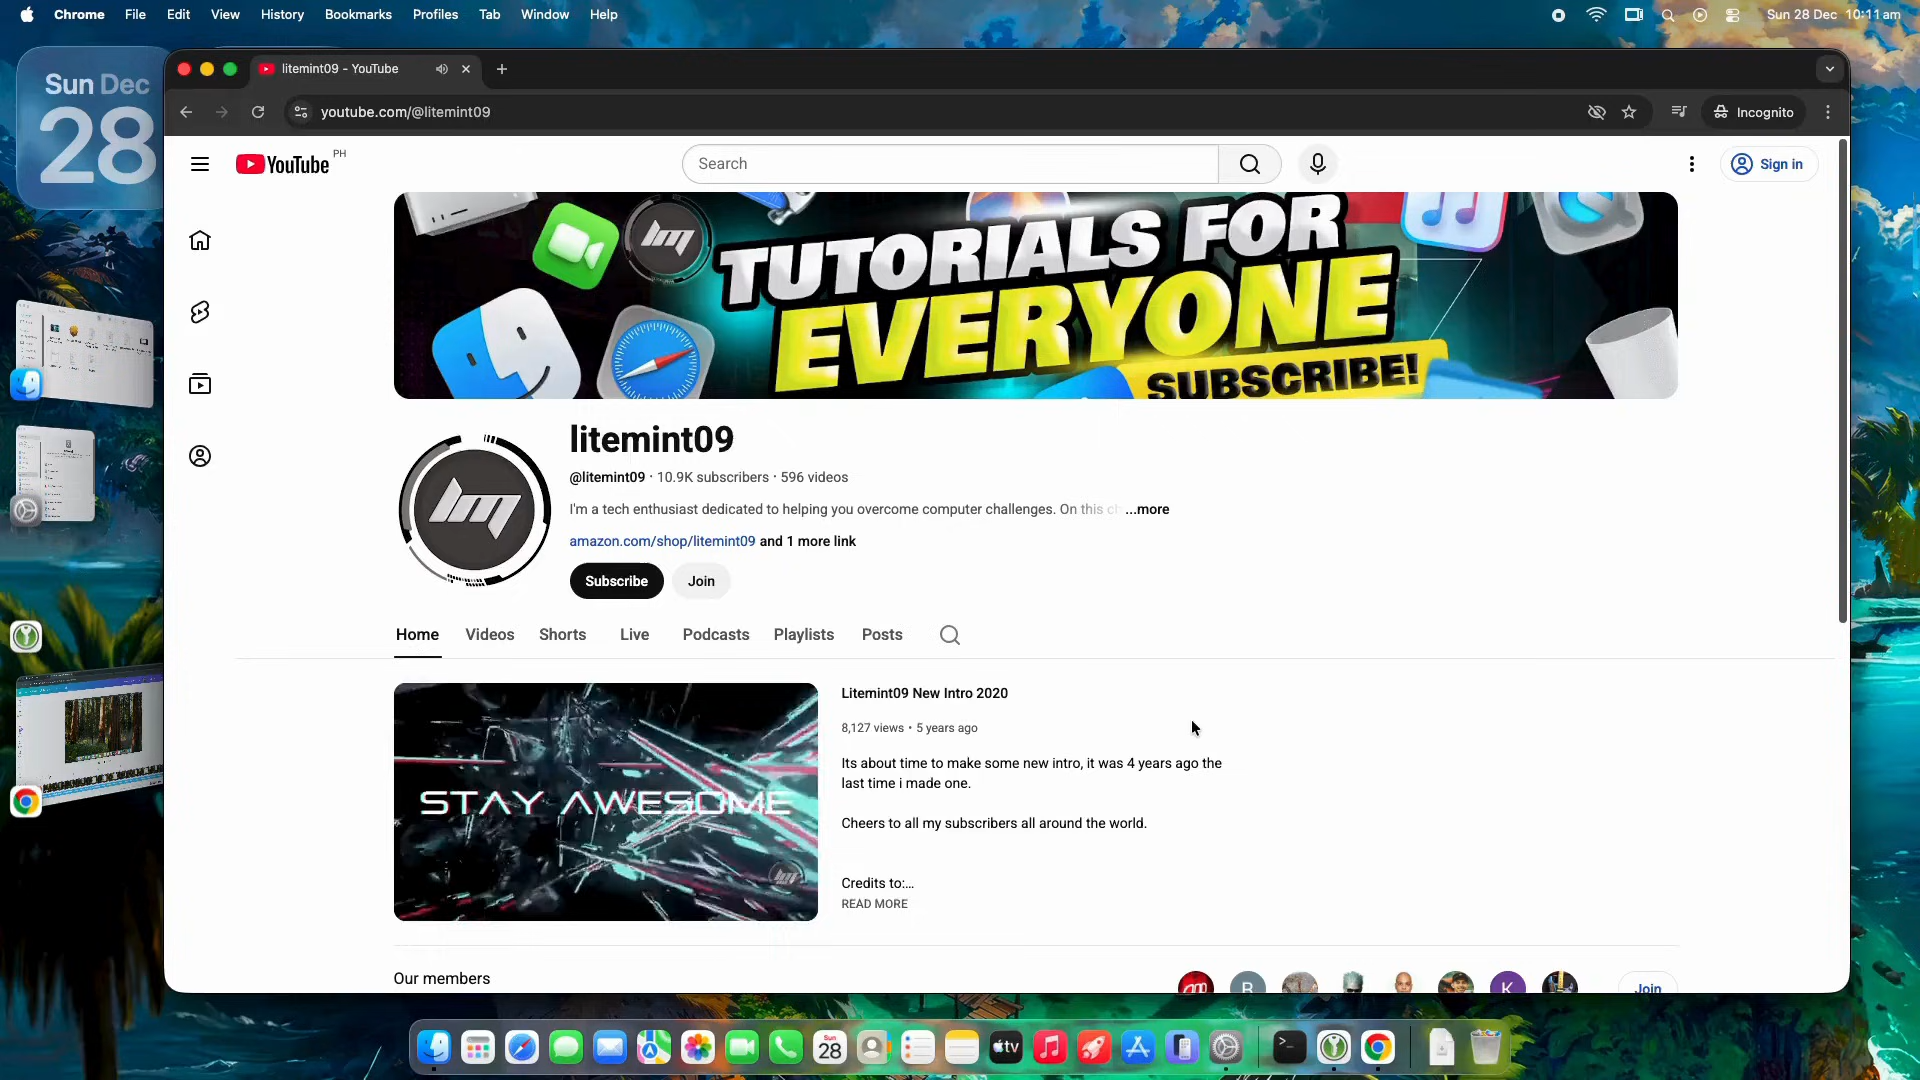 Chrome File Edit View History Bookmarks Profiles Tab Window Help
Sun 28 Dec 10:11 am
Sun Dec
28
litemint09 - YouTube
youtube.com/@litemint09
Incognito
YouTube PH
Search
Sign in
TUTORIALS FOR
EVERYONE
SUBSCRIBE!
lm
litemint09
@litemint09 · 10.9K subscribers · 596 videos
I'm a tech enthusiast dedicated to helping you overcome computer challenges. On this ...more
amazon.com/shop/litemint09 and 1 more link
Subscribe Join
Home Videos Shorts Live Podcasts Playlists Posts
STAY AWESOME
Litemint09 New Intro 2020
8,127 views • 5 years ago
Its about time to make some new intro, it was 4 years ago the
last time i made one.
Cheers to all my subscribers all around the world.
Credits to:...
READ MORE
Our members
B
K
Join
Sun
28
tv